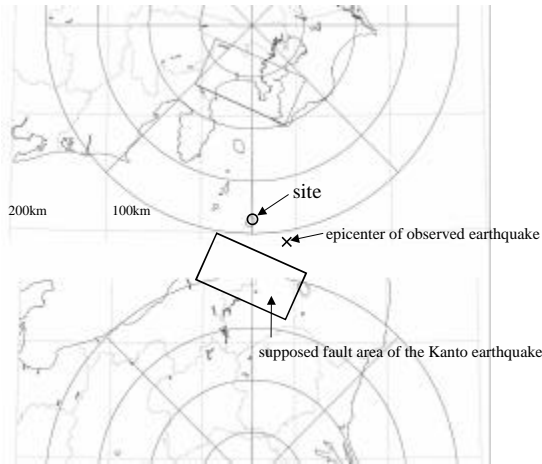 site
200km
100km
epicenter of observed earthquake
supposed fault area of the Kanto earthquake